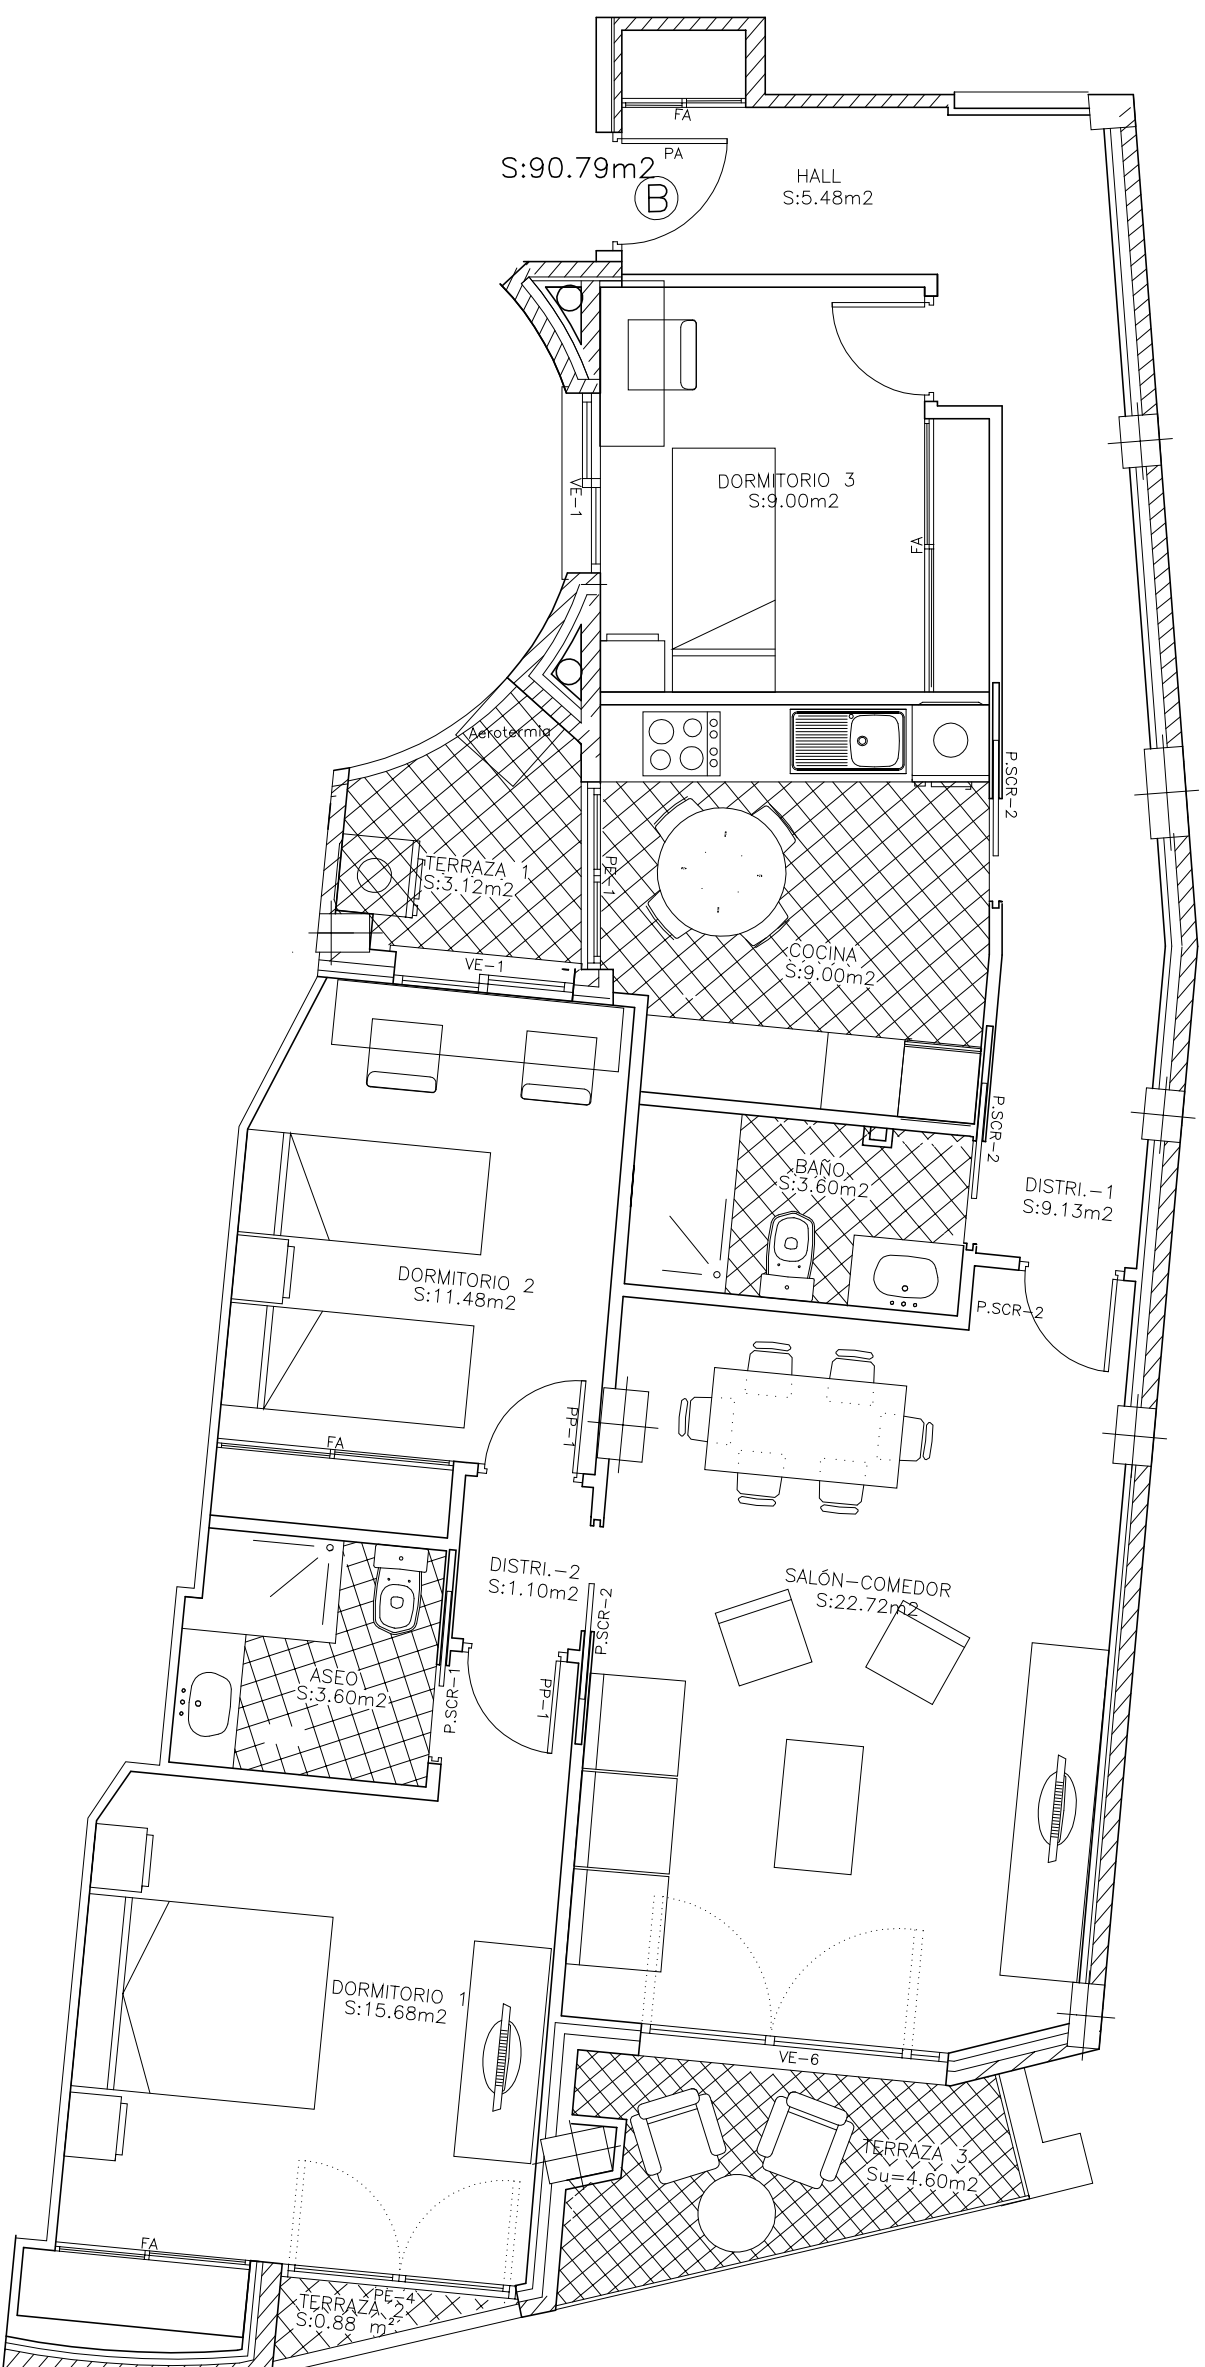 FA
PA
S:90.79m2
B
HALL
S:5.48m2
DORMITORIO 3
S:9.00m2
VE-1
FA
Aerotermia
P.SCR-2
TERRAZA 1
S:3.12m2
PE-1
COCINA
S:9.00m2
VE-1
P.SCR-2
BAÑO
S:3.60m2
DISTRI.-1
S:9.13m2
DORMITORIO 2
S:11.48m2
P.SCR-2
PP-1
FA
DISTRI.-2
S:1.10m2
SALÓN-COMEDOR
S:22.72m2
P.SCR-2
ASEO
S:3.60m2
P.SCR-1
PP-1
DORMITORIO 1
S:15.68m2
VE-6
TERRAZA 3
Su=4.60m2
FA
PE-4
TERRAZA 2
S:0.88 m²